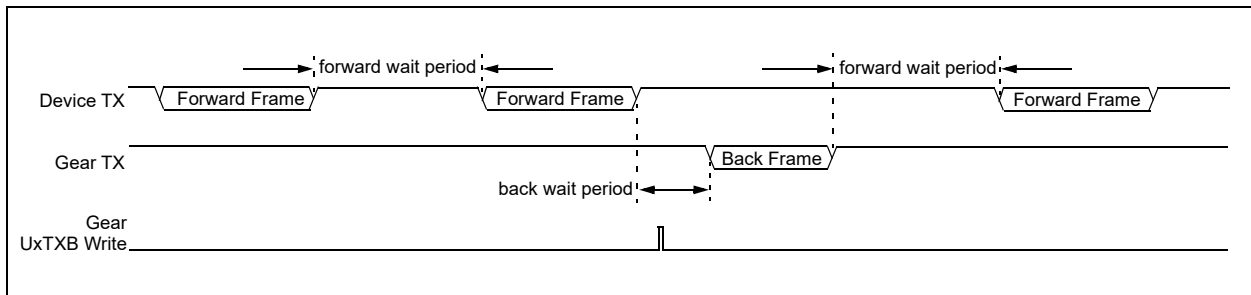 forward wait period
forward wait period
Device TX
Forward Frame
Forward Frame
Forward Frame
Gear TX
Back Frame
back wait period
Gear
UxTXB Write